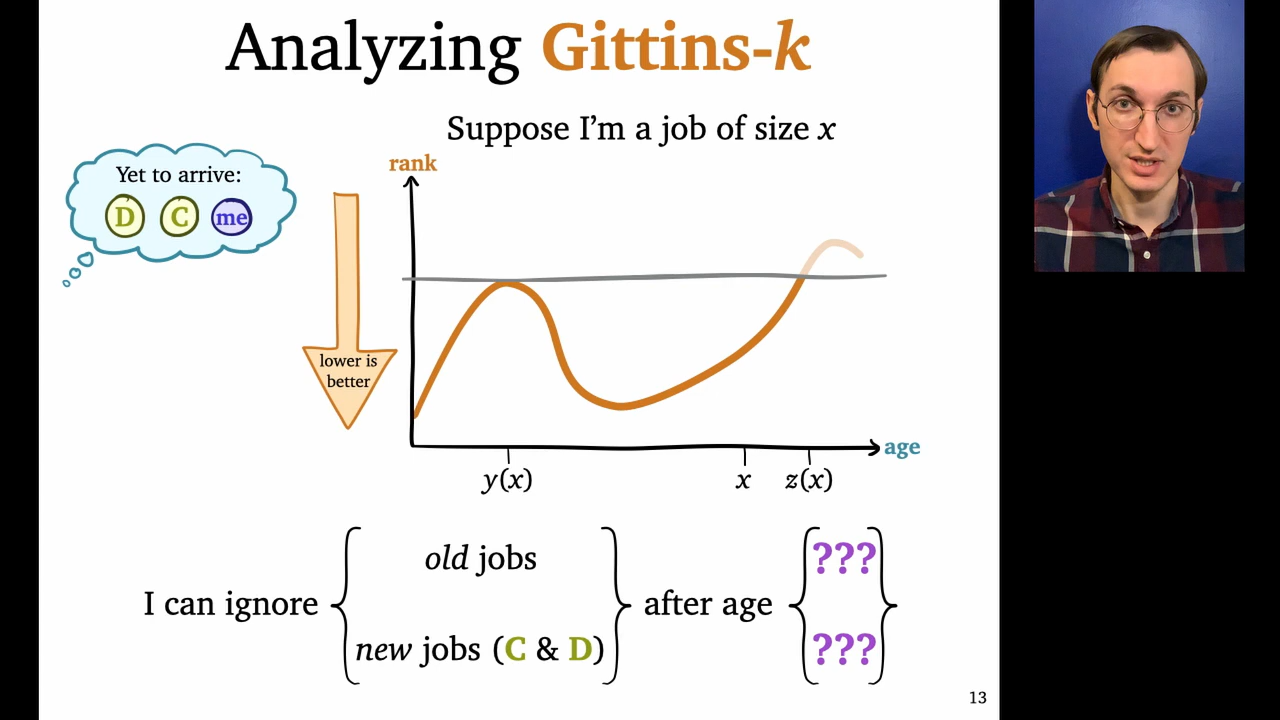 Analyzing Gittins-k
Suppose I'm a job of size x
rank
Yet to arrive:
D C me
lower is
better
age
y(x) x z(x)
old jobs
???
I can ignore
after age
new jobs (C & D)
???
13